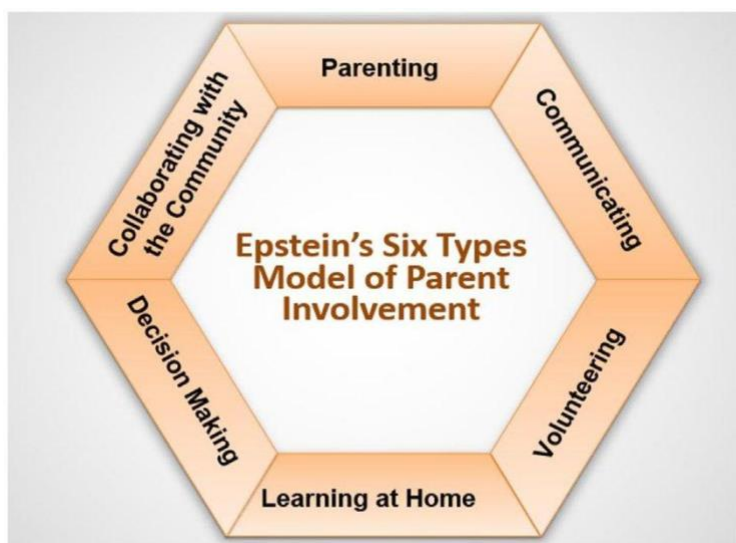 Parenting
Communicating
Volunteering
Learning at Home
Decision Making
Collaborating with
the Community
Epstein’s Six Types
Model of Parent
Involvement